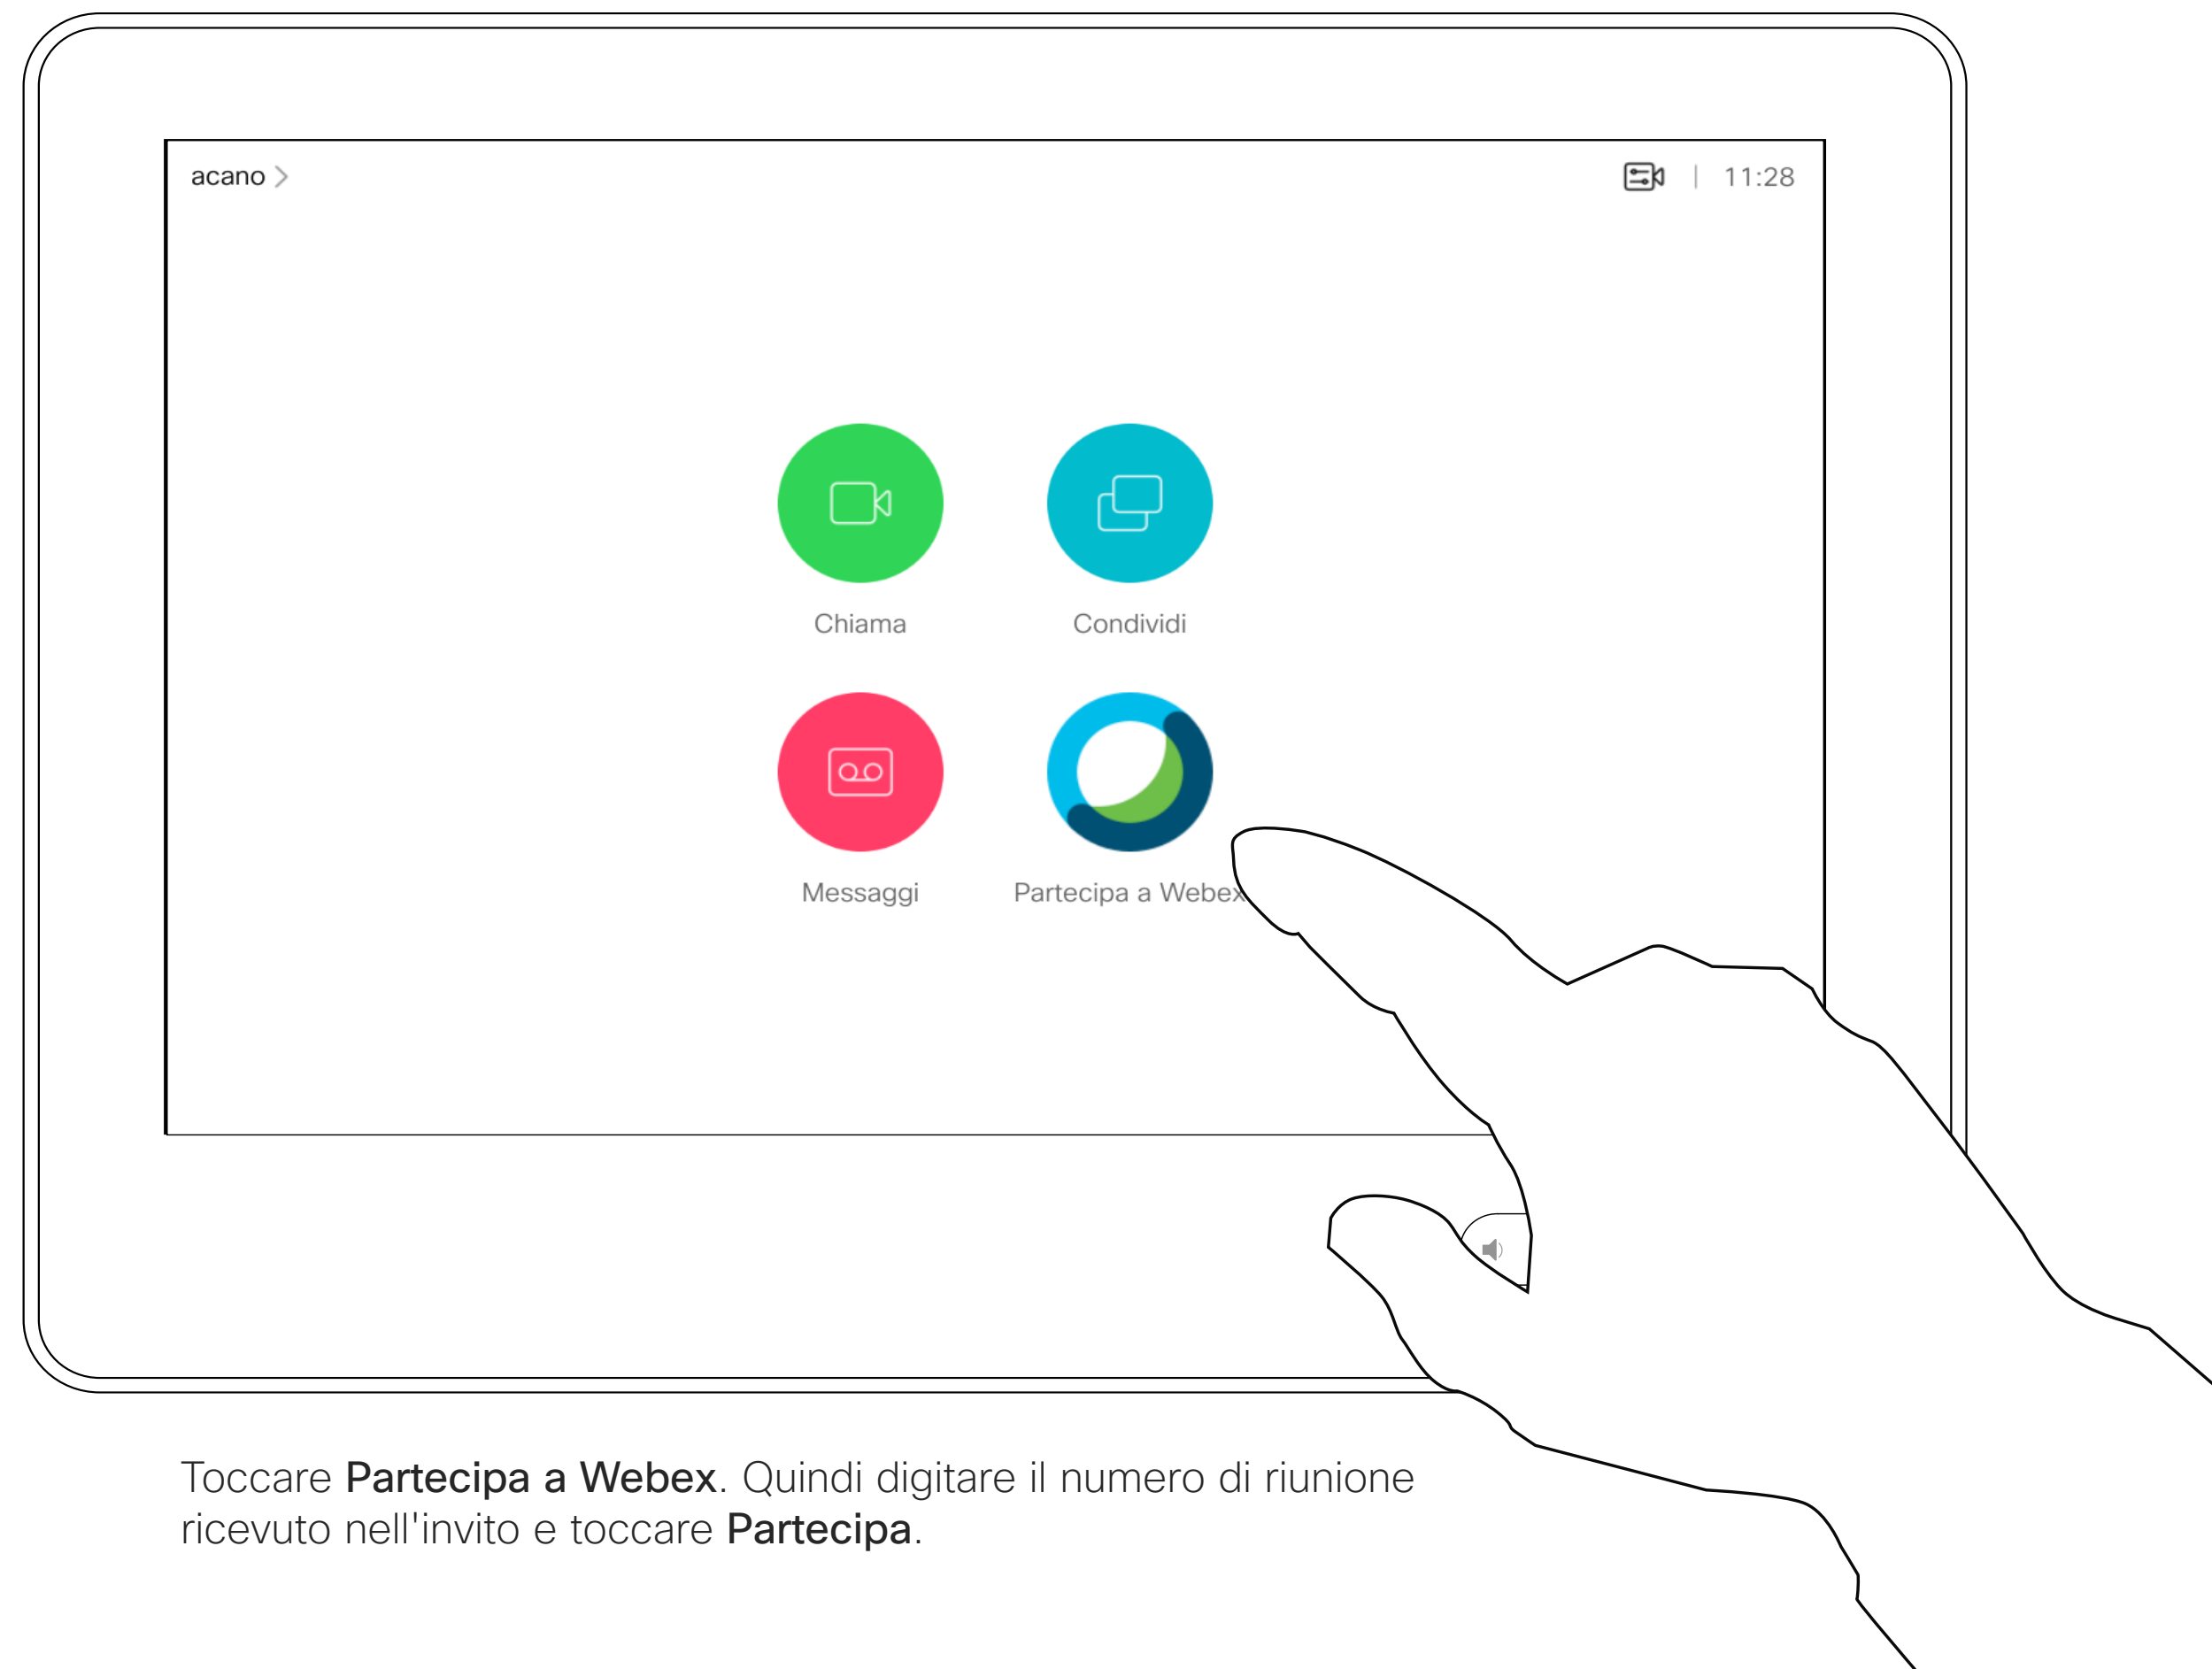 acano
11:28
Chiama
Condividi
Messaggi
Partecipa a Webex
Toccare Partecipa a Webex. Quindi digitare il numero di riunione
ricevuto nell'invito e toccare Partecipa.